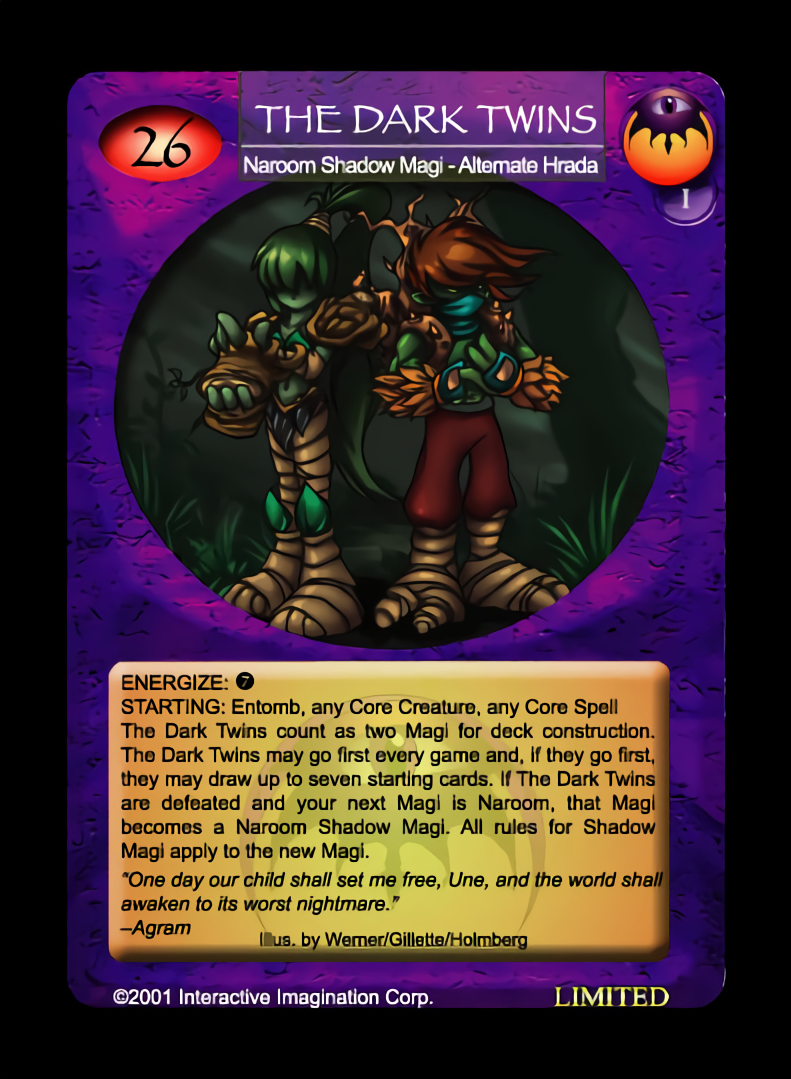 26
THE DARK TWINS
Naroom Shadow Magi - Alternate Hrada
I
ENERGIZE: 7
STARTING: Entomb, any Core Creature, any Core Spell
The Dark Twins count as two Magi for deck construction.
The Dark Twins may go first every game and, if they go first,
they may draw up to seven starting cards. If The Dark Twins
are defeated and your next Magi is Naroom, that Magi
becomes a Naroom Shadow Magi. All rules for Shadow
Magi apply to the new Magi.
"One day our child shall set me free, Une, and the world shall
awaken to its worst nightmare."
–Agram
Illus. by Werner/Gillette/Holmberg
©2001 Interactive Imagination Corp.
LIMITED